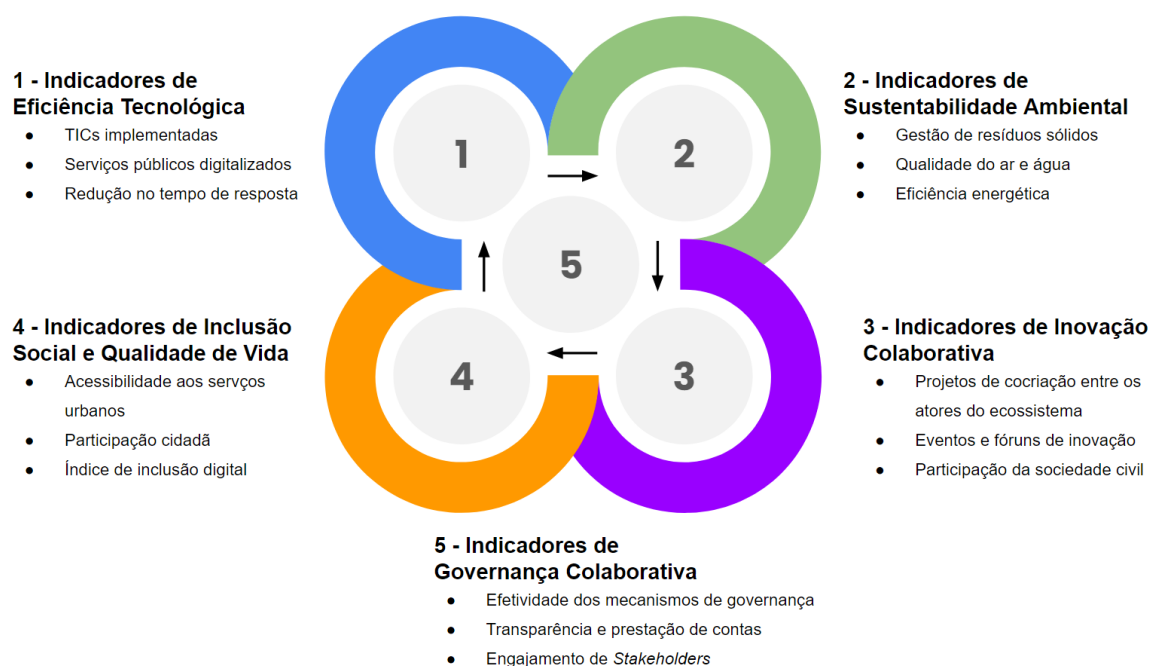 1 - Indicadores de
Eficiência Tecnológica
● TICs implementadas
● Serviços públicos digitalizados
● Redução no tempo de resposta
2 - Indicadores de
Sustentabilidade Ambiental
● Gestão de resíduos sólidos
● Qualidade do ar e água
● Eficiência energética
1
2
5
4
3
4 - Indicadores de Inclusão
Social e Qualidade de Vida
● Acessibilidade aos servços
urbanos
● Participação cidadã
● Índice de inclusão digital
3 - Indicadores de Inovação
Colaborativa
● Projetos de cocriação entre os
atores do ecossistema
● Eventos e fóruns de inovação
● Participação da sociedade civil
5 - Indicadores de
Governança Colaborativa
● Efetividade dos mecanismos de governança
● Transparência e prestação de contas
● Engajamento de Stakeholders